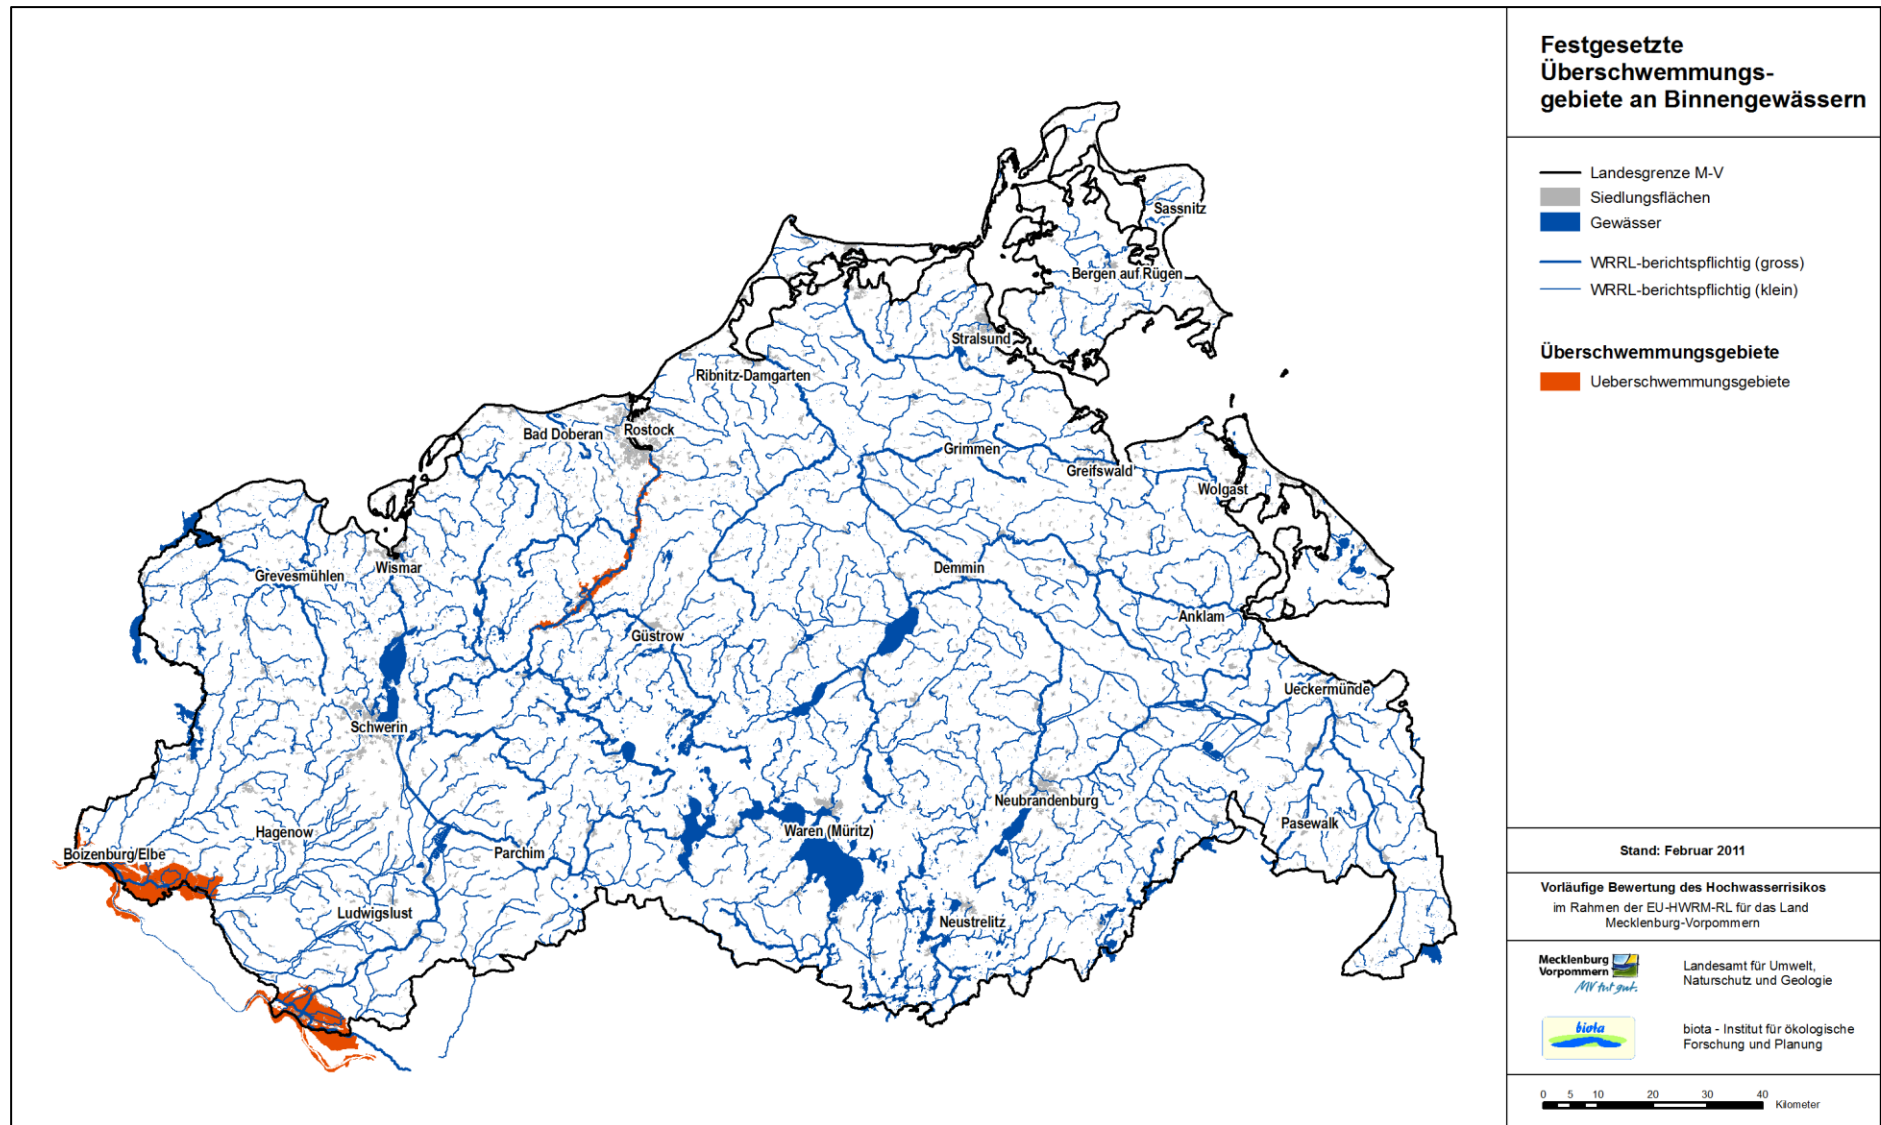 Festgesetzte
Überschwemmungs-
gebiete an Binnengewässern
Landesgrenze M-V
Siedlungsflächen
Gewässer
WRRL-berichtspflichtig (gross)
WRRL-berichtspflichtig (klein)
Überschwemmungsgebiete
Ueberschwemmungsgebiete
Sassnitz
Bergen auf Rügen
Stralsund
Ribnitz-Damgarten
Bad Doberan
Rostock
Grimmen
Greifswald
Wolgast
Grevesmühlen
Wismar
Demmin
Anklam
Güstrow
Ueckermünde
Schwerin
Neubrandenburg
Hagenow
Waren (Müritz)
Pasewalk
Boizenburg/Elbe
Parchim
Ludwigslust
Neustrelitz
Stand: Februar 2011
Vorläufige Bewertung des Hochwasserrisikos
im Rahmen der EU-HWRM-RL für das Land
Mecklenburg-Vorpommern
Mecklenburg
Vorpommern
MV tut gut.
Landesamt für Umwelt,
Naturschutz und Geologie
biota
biota - Institut für ökologische
Forschung und Planung
0 5 10 20 30 40
Kilometer